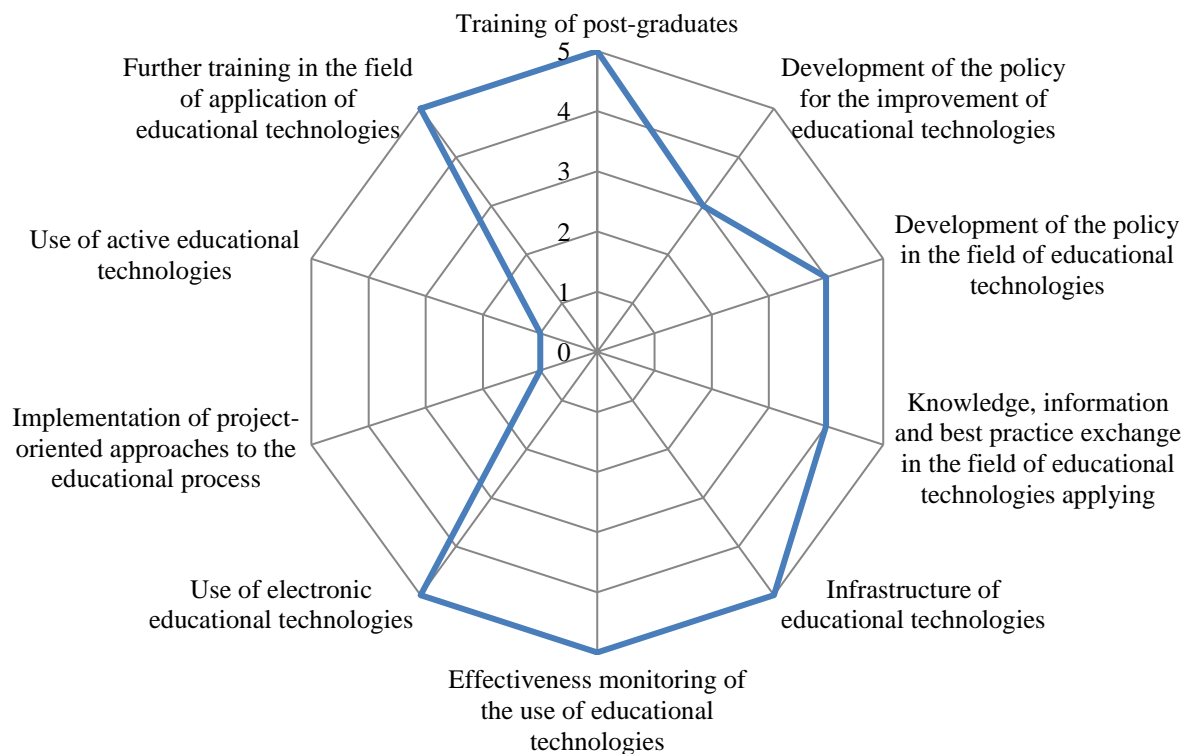 Training of post-graduates
5
4
3
2
1
0
Development of the policy
for the improvement of
educational technologies
Development of the policy
in the field of educational
technologies
Knowledge, information
and best practice exchange
in the field of educational
technologies applying
Infrastructure of
educational technologies
Effectiveness monitoring of
the use of educational
technologies
Use of electronic
educational technologies
Implementation of project-
oriented approaches to the
educational process
Use of active educational
technologies
Further training in the field
of application of
educational technologies